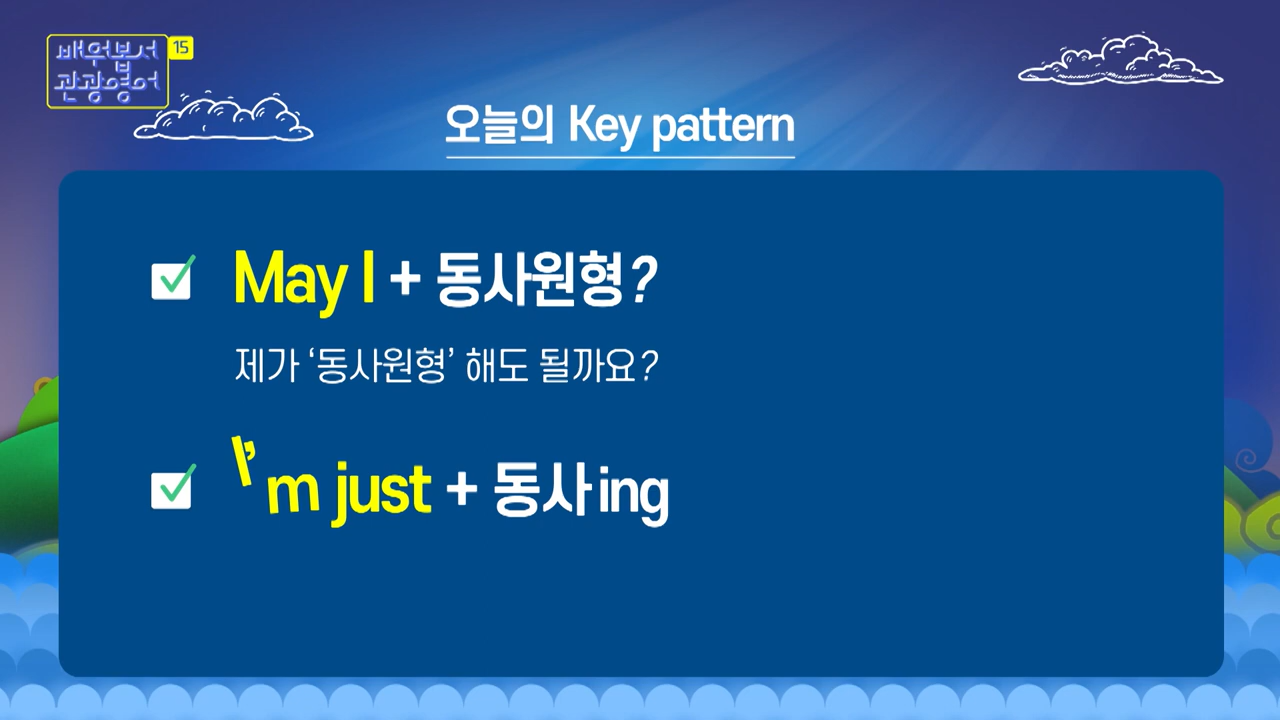 배워봅서 15
관광영어
오늘의 Key pattern
May I + 동사원형?
제가 ‘동사원형’ 해도 될까요?
I’m just + 동사ing